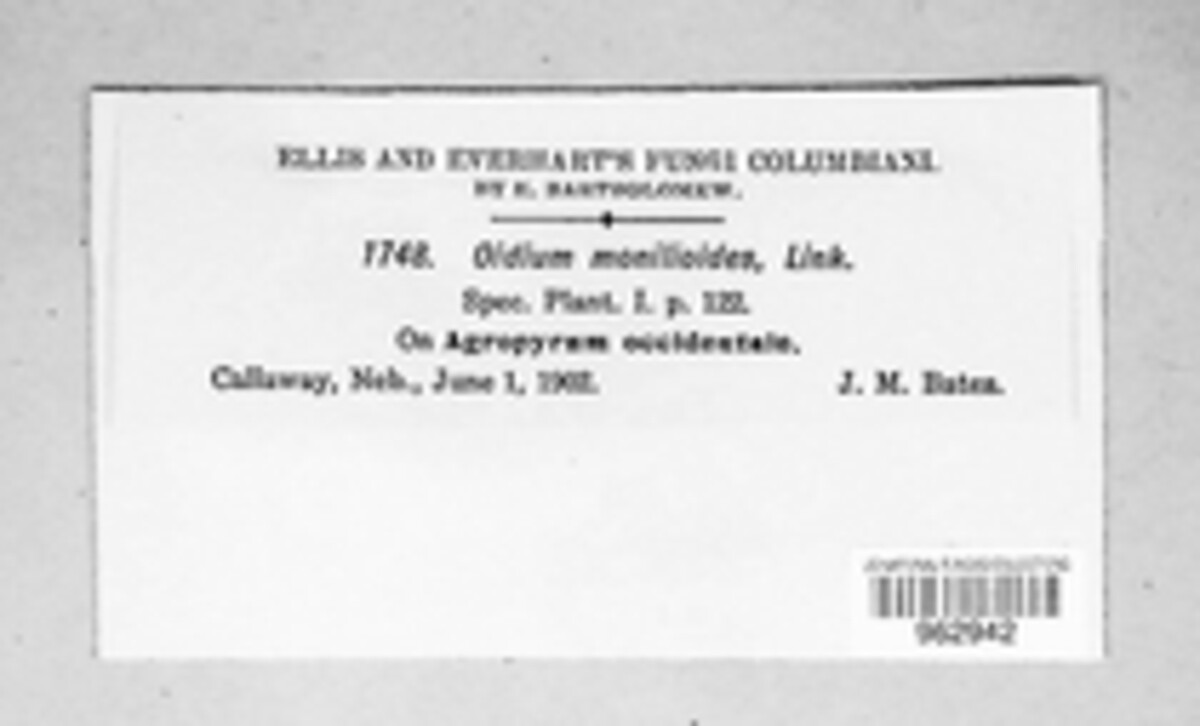 ELLIS AND EVERHART'S FUNGI COLUMBIANI.
BY E. BARTHOLOMEW.
1748. Oidium monilioides, Link.
Spec. Plant. I. p. 122.
On Agropyrum occidentale.
Callaway, Neb., June 1, 1902. J. M. Bates.
962942